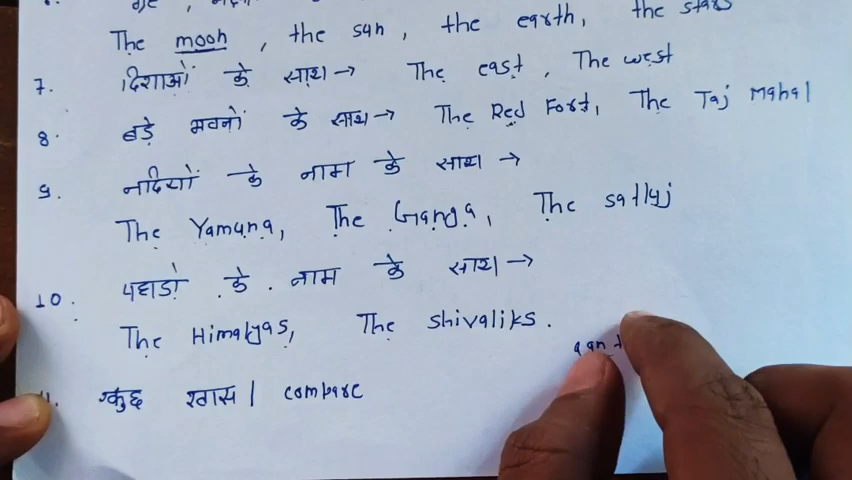 The moon, the sun, the earth, the stars
7. दिशाओं के साथ → The east, The west
8. बड़े भवनों के साथ → The Red Fort, The Taj Mahal
9. नदियों के नाम के साथ →
The Yamuna, The Ganga, The satluj
10. पहाडो के नाम के साथ →
The Himalyas, The Shivaliks.
11. कुछ खास / compare